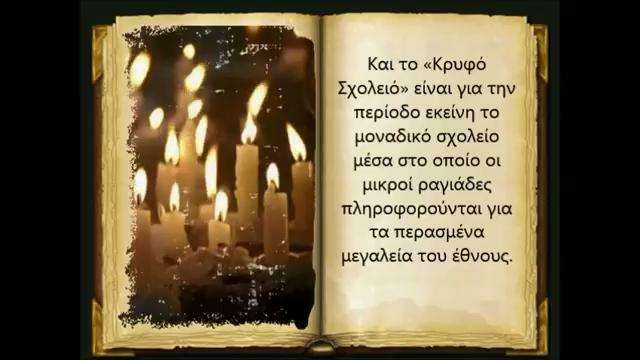 Και το «Κρυφό
Σχολειό» είναι για την
περίοδο εκείνη το
μοναδικό σχολείο
μέσα στο οποίο οι
μικροί ραγιάδες
πληροφορούνται για
τα περασμένα
μεγαλεία του έθνους.